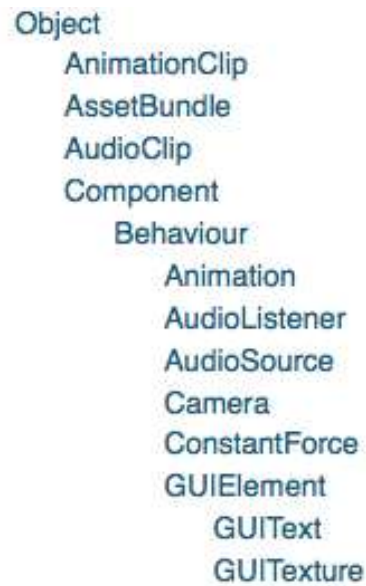 Object
AnimationClip
AssetBundle
AudioClip
Component
Behaviour
Animation
AudioListener
AudioSource
Camera
ConstantForce
GUIElement
GUIText
GUITexture